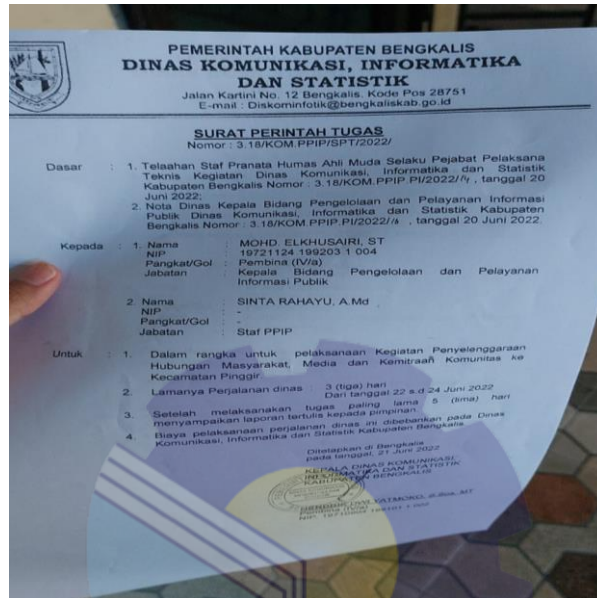 PEMERINTAH KABUPATEN BENGKALIS
DINAS KOMUNIKASI, INFORMATIKA
DAN STATISTIK
Jalan Kartini No. 12 Bengkalis. Kode Pos 28751
E-mail : Diskominfotik@bengkaliskab.go.id
SURAT PERINTAH TUGAS
Nomor : 3.18/KOM.PPIP/SPT/2022/
Dasar : 1. Telaahan Staf Pranata Humas Ahli Muda Selaku Pejabat Pelaksana
Teknis Kegiatan Dinas Komunikasi, Informatika dan Statistik
Kabupaten Bengkalis Nomor : 3.18/KOM.PPIP.PI/2022/ , tanggal 20
Juni 2022;
2. Nota Dinas Kepala Bidang Pengelolaan dan Pelayanan Informasi
Publik Dinas Komunikasi, Informatika dan Statistik Kabupaten
Bengkalis Nomor : 3.18/KOM.PPIP.PI/2022/ , tanggal 20 Juni 2022.
Kepada : 1. Nama : MOHD. ELKHUSAIRI, ST
NIP : 19721124 199203 1 004
Pangkat/Gol : Pembina (IV/a)
Jabatan : Kepala Bidang Pengelolaan dan Pelayanan
Informasi Publik
2. Nama : SINTA RAHAYU, A.Md
NIP : -
Pangkat/Gol : -
Jabatan : Staf PPIP
Untuk : 1. Dalam rangka untuk pelaksanaan Kegiatan Penyelenggaraan
Hubungan Masyarakat, Media dan Kemitraan Komunitas ke
Kecamatan Pinggir.
2. Lamanya Perjalanan dinas : 3 (tiga) hari
Dari tanggal 22 s.d 24 Juni 2022
3. Setelah melaksanakan tugas paling lama 5 (lima) hari
menyampaikan laporan tertulis kepada pimpinan.
4. Biaya pelaksanaan perjalanan dinas ini dibebankan pada Dinas
Komunikasi, Informatika dan Statistik Kabupaten Bengkalis
Ditetapkan di Bengkalis
pada tanggal, 21 Juni 2022
KEPALA DINAS KOMUNIKASI,
INFORMATIKA DAN STATISTIK
KABUPATEN BENGKALIS
Pembina (IV/a)
NIP.